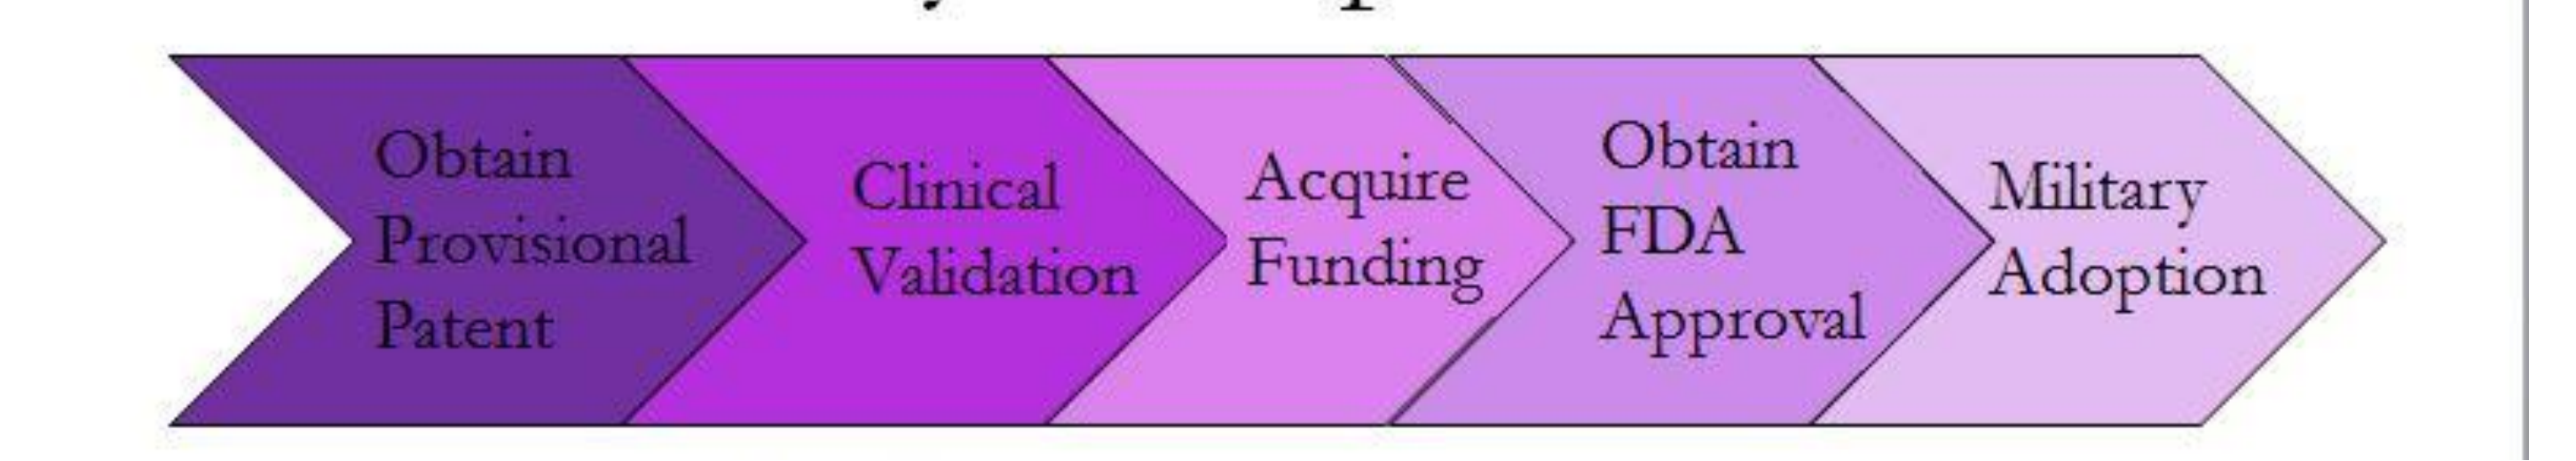 Obtain
Provisional
Patent
Clinical
Validation
Acquire
Funding
Obtain
FDA
Approval
Military
Adoption